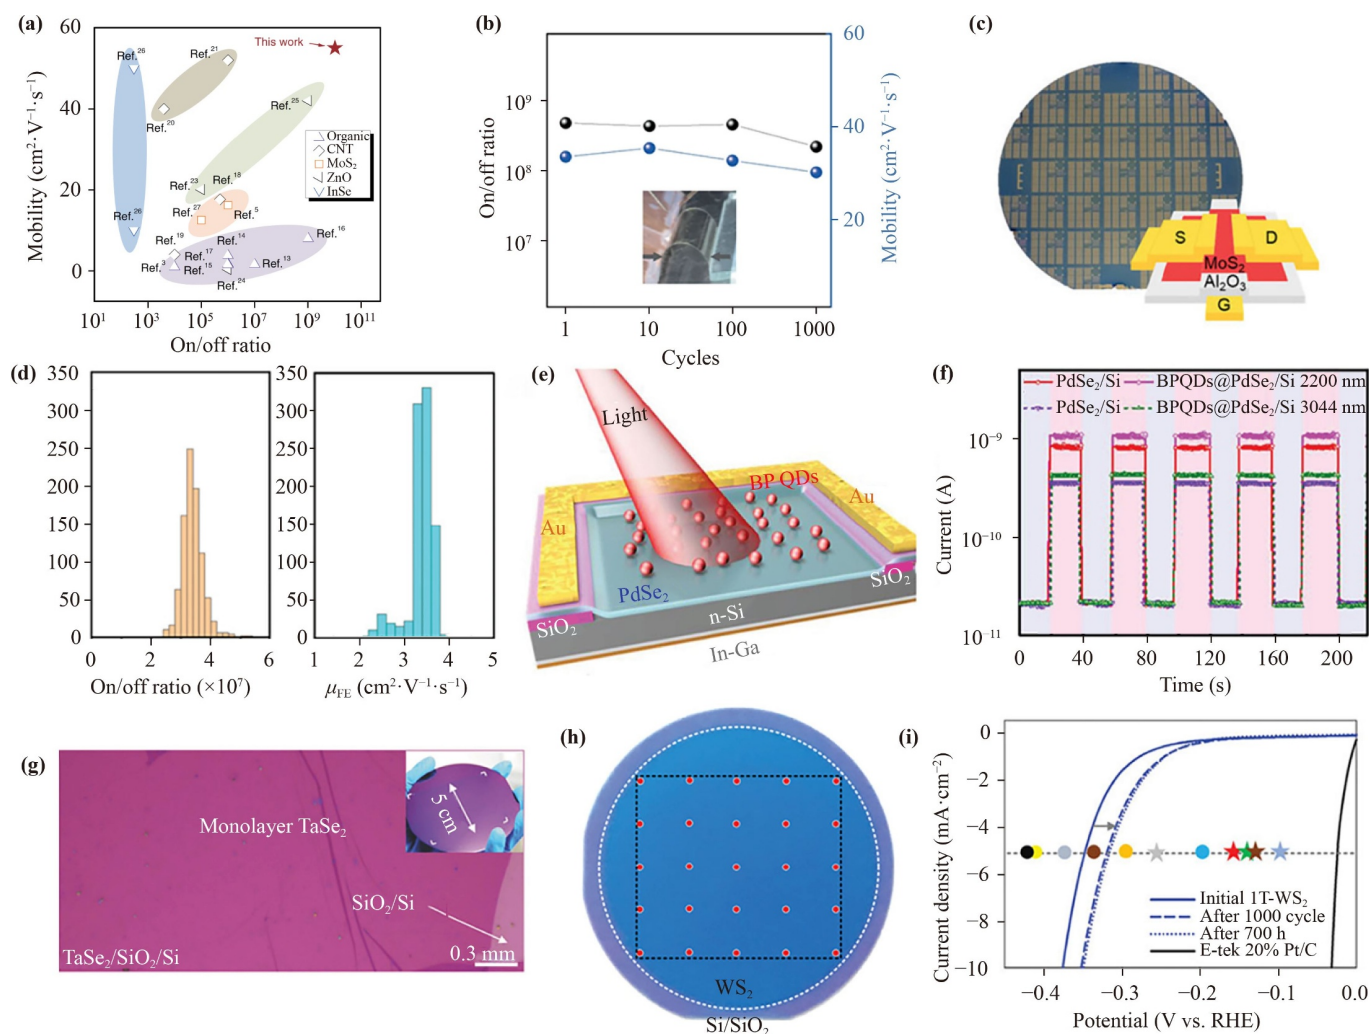 (a)
60
40
20
0
Mobility (cm²·V⁻¹·s⁻¹)
Ref.²⁶
Ref.²¹
This work
Ref.²⁰
Ref.²⁵
Organic
CNT
MoS₂
ZnO
InSe
Ref.²³
Ref.¹⁸
Ref.²⁷
Ref.⁵
Ref.²⁶
Ref.¹⁹
Ref.¹⁷
Ref.¹⁴
Ref.¹⁶
Ref.³
Ref.¹⁵
Ref.¹³
Ref.²⁴
10¹ 10³ 10⁵ 10⁷ 10⁹ 10¹¹
On/off ratio
(b)
On/off ratio
10⁹
10⁸
10⁷
60
40
20
Mobility (cm²·V⁻¹·s⁻¹)
1 10 100 1000
Cycles
(c)
S D
MoS₂
Al₂O₃
G
(d)
350
300
250
200
150
100
50
0
0 2 4 6
On/off ratio (×10⁷)
350
300
250
200
150
100
50
0
1 2 3 4 5
μFE (cm²·V⁻¹·s⁻¹)
(e)
Light
BP QDs
Au
Au
PdSe₂
SiO₂
SiO₂
n-Si
In-Ga
(f)
PdSe₂/Si BPQDs@PdSe₂/Si 2200 nm
PdSe₂/Si BPQDs@PdSe₂/Si 3044 nm
10⁻⁹
10⁻¹⁰
10⁻¹¹
Current (A)
0 40 80 120 160 200
Time (s)
(g)
5 cm
Monolayer TaSe₂
SiO₂/Si
0.3 mm
TaSe₂/SiO₂/Si
(h)
WS₂
Si/SiO₂
(i)
0
−2
−4
−6
−8
−10
Current density (mA·cm⁻²)
Initial 1T-WS₂
After 1000 cycle
After 700 h
E-tek 20% Pt/C
−0.4 −0.3 −0.2 −0.1 0.0
Potential (V vs. RHE)